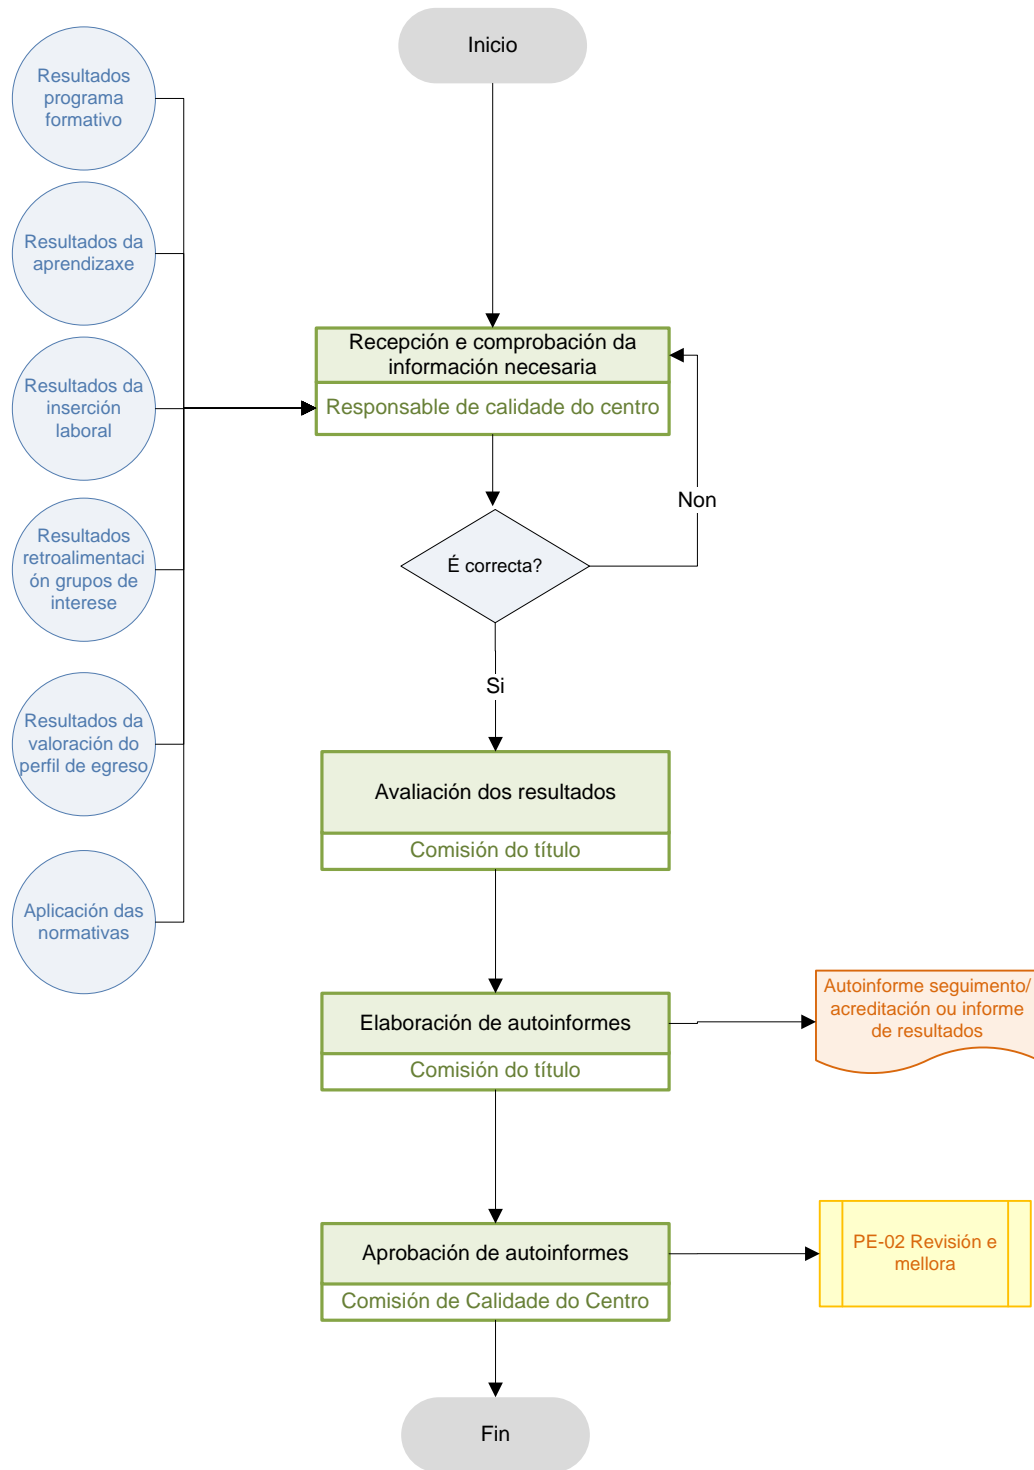 Inicio
Resultados
programa
formativo
Resultados da
aprendizaxe
Resultados da
inserción
laboral
Resultados
retroalimentaci
ón grupos de
interese
Resultados da
valoración do
perfil de egreso
Aplicación das
normativas
Recepción e comprobación da
información necesaria
Responsable de calidade do centro
Non
É correcta?
Si
Avaliación dos resultados
Comisión do título
Elaboración de autoinformes
Comisión do título
Autoinforme seguimento/
acreditación ou informe
de resultados
Aprobación de autoinformes
Comisión de Calidade do Centro
PE-02 Revisión e
mellora
Fin